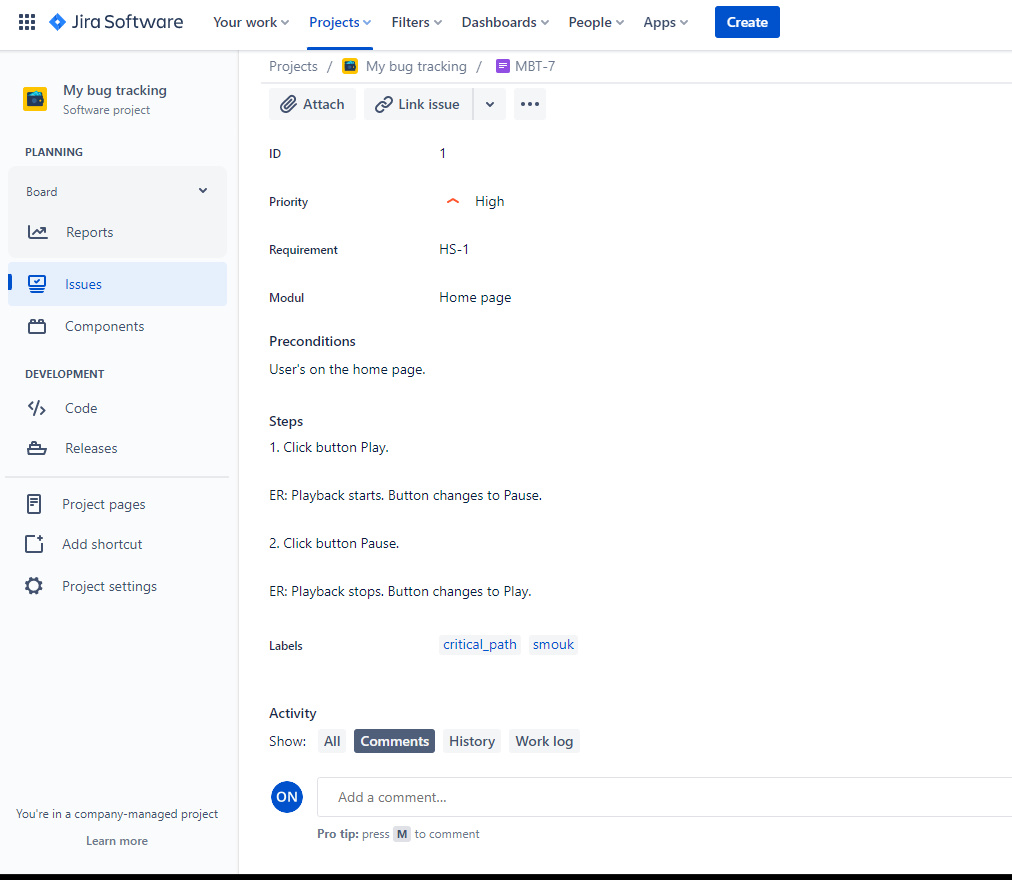 Jira Software Your work Projects Filters Dashboards People Apps Create
My bug tracking
Software project
PLANNING
Board
Reports
Issues
Components
DEVELOPMENT
Code
Releases
Project pages
Add shortcut
Project settings
You're in a company-managed project
Learn more
Projects / My bug tracking / MBT-7
Attach Link issue
ID 1
Priority High
Requirement HS-1
Modul Home page
Preconditions
User's on the home page.
Steps
1. Click button Play.
ER: Playback starts. Button changes to Pause.
2. Click button Pause.
ER: Playback stops. Button changes to Play.
Labels critical_path smouk
Activity
Show: All Comments History Work log
ON Add a comment...
Pro tip: press M to comment